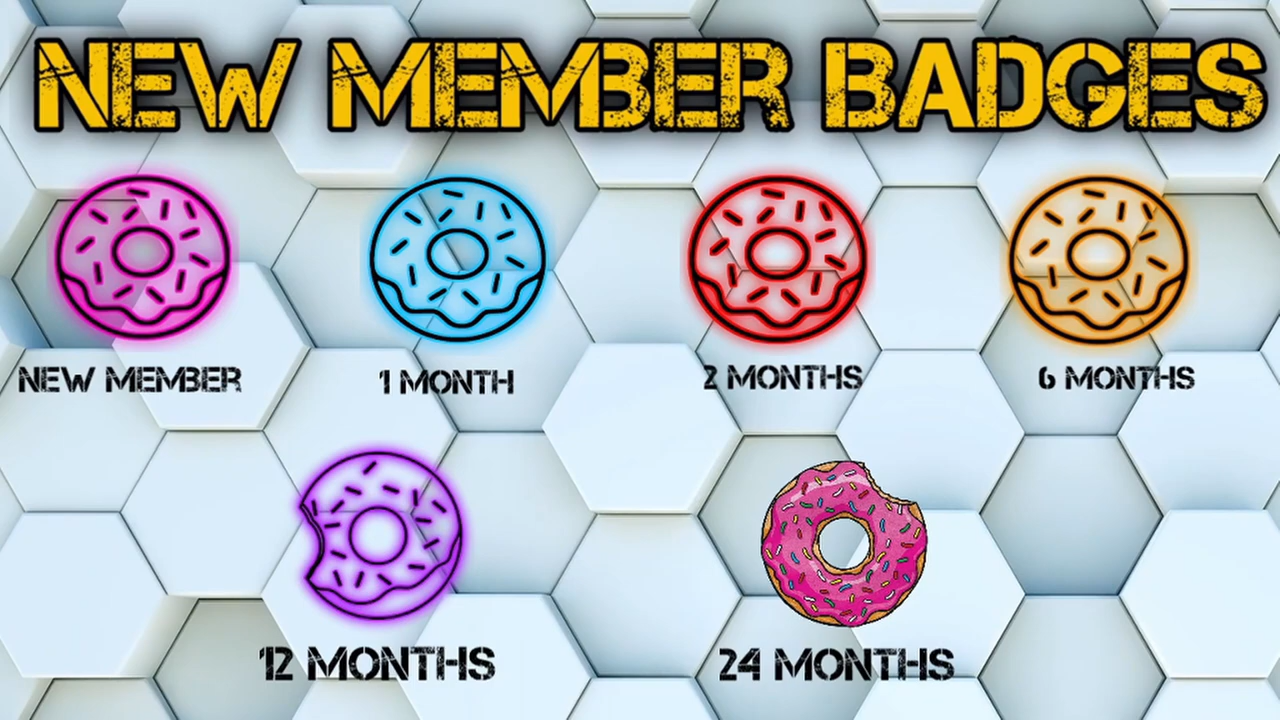 NEW MEMBER BADGES
NEW MEMBER
1 MONTH
2 MONTHS
6 MONTHS
12 MONTHS
24 MONTHS